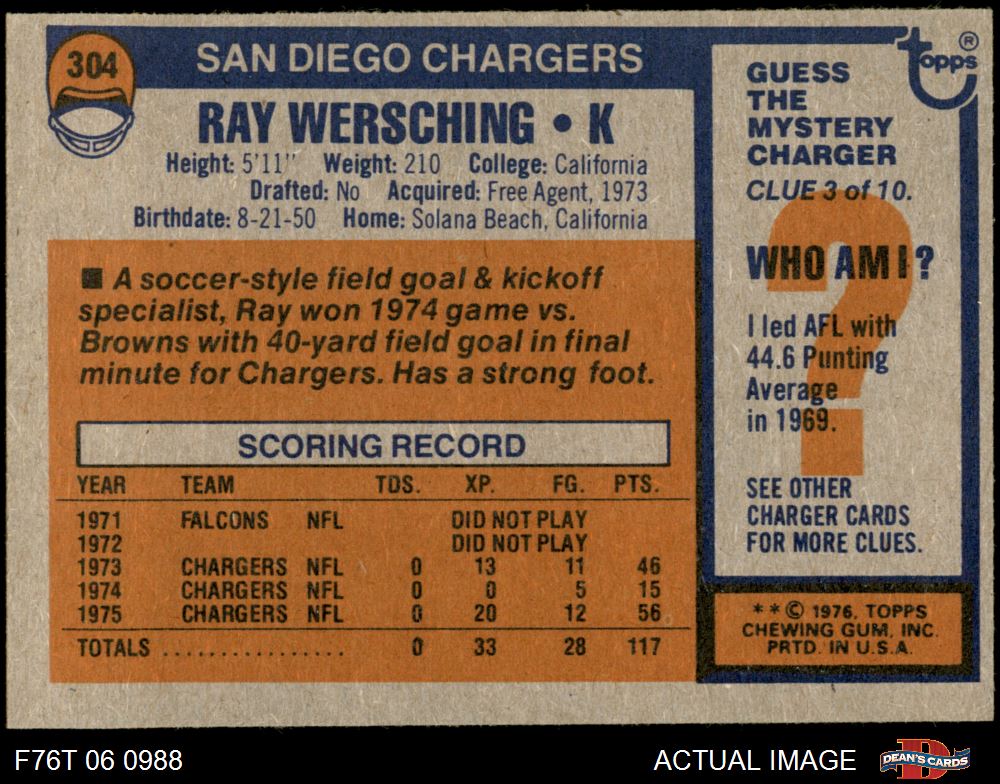 304
SAN DIEGO CHARGERS
RAY WERSCHING • K
Height: 5'11" Weight: 210 College: California
Drafted: No Acquired: Free Agent, 1973
Birthdate: 8-21-50 Home: Solana Beach, California
■ A soccer-style field goal & kickoff
specialist, Ray won 1974 game vs.
Browns with 40-yard field goal in final
minute for Chargers. Has a strong foot.
SCORING RECORD
YEAR TEAM TDS. XP. FG. PTS.
1971 FALCONS NFL DID NOT PLAY
1972 DID NOT PLAY
1973 CHARGERS NFL 0 13 11 46
1974 CHARGERS NFL 0 0 5 15
1975 CHARGERS NFL 0 20 12 56
TOTALS ................ 0 33 28 117
topps ®
GUESS
THE
MYSTERY
CHARGER
CLUE 3 of 10.
?
WHO AM I?
I led AFL with
44.6 Punting
Average
in 1969.
SEE OTHER
CHARGER CARDS
FOR MORE CLUES.
**© 1976, TOPPS
CHEWING GUM, INC.
PRTD. IN U.S.A.
F76T 06 0988
ACTUAL IMAGE
D
DEAN'S CARDS